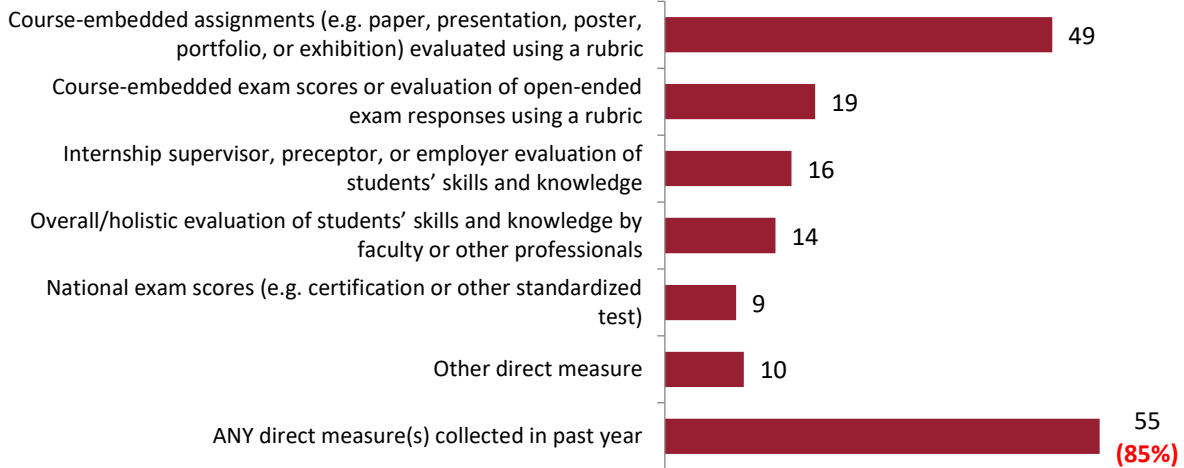 Course-embedded assignments (e.g. paper, presentation, poster,
portfolio, or exhibition) evaluated using a rubric
49
Course-embedded exam scores or evaluation of open-ended
exam responses using a rubric
19
Internship supervisor, preceptor, or employer evaluation of
students’ skills and knowledge
16
Overall/holistic evaluation of students’ skills and knowledge by
faculty or other professionals
14
National exam scores (e.g. certification or other standardized
test)
9
Other direct measure
10
ANY direct measure(s) collected in past year
55
(85%)